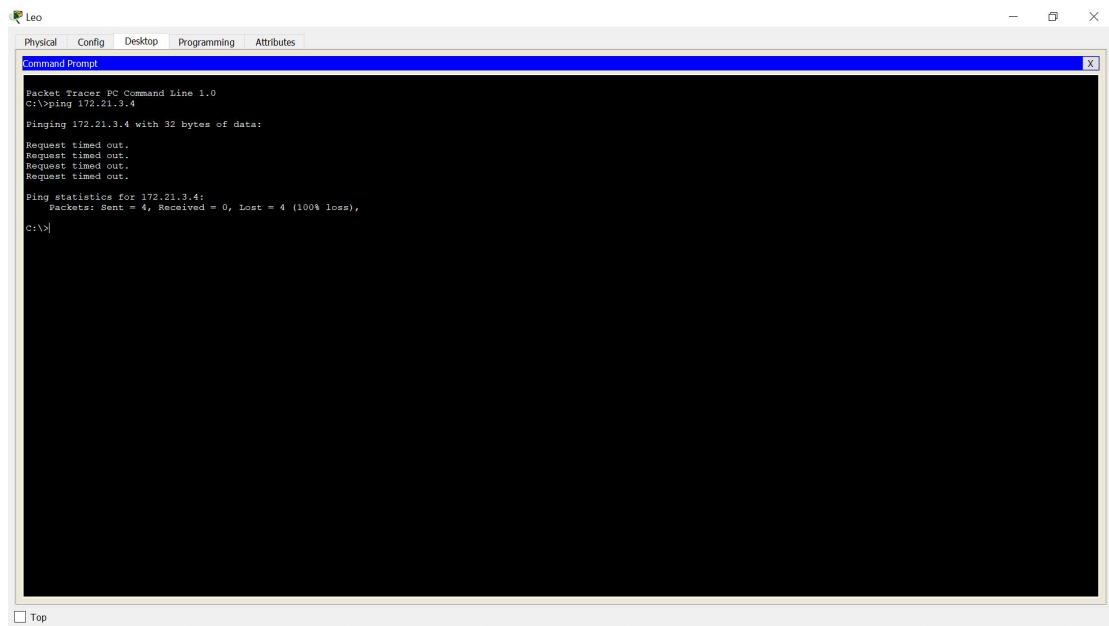 Leo
Physical Config Desktop Programming Attributes
Command Prompt
X
Packet Tracer PC Command Line 1.0
C:\>ping 172.21.3.4
Pinging 172.21.3.4 with 32 bytes of data:
Request timed out.
Request timed out.
Request timed out.
Request timed out.
Ping statistics for 172.21.3.4:
Packets: Sent = 4, Received = 0, Lost = 4 (100% loss),
C:\>
Top